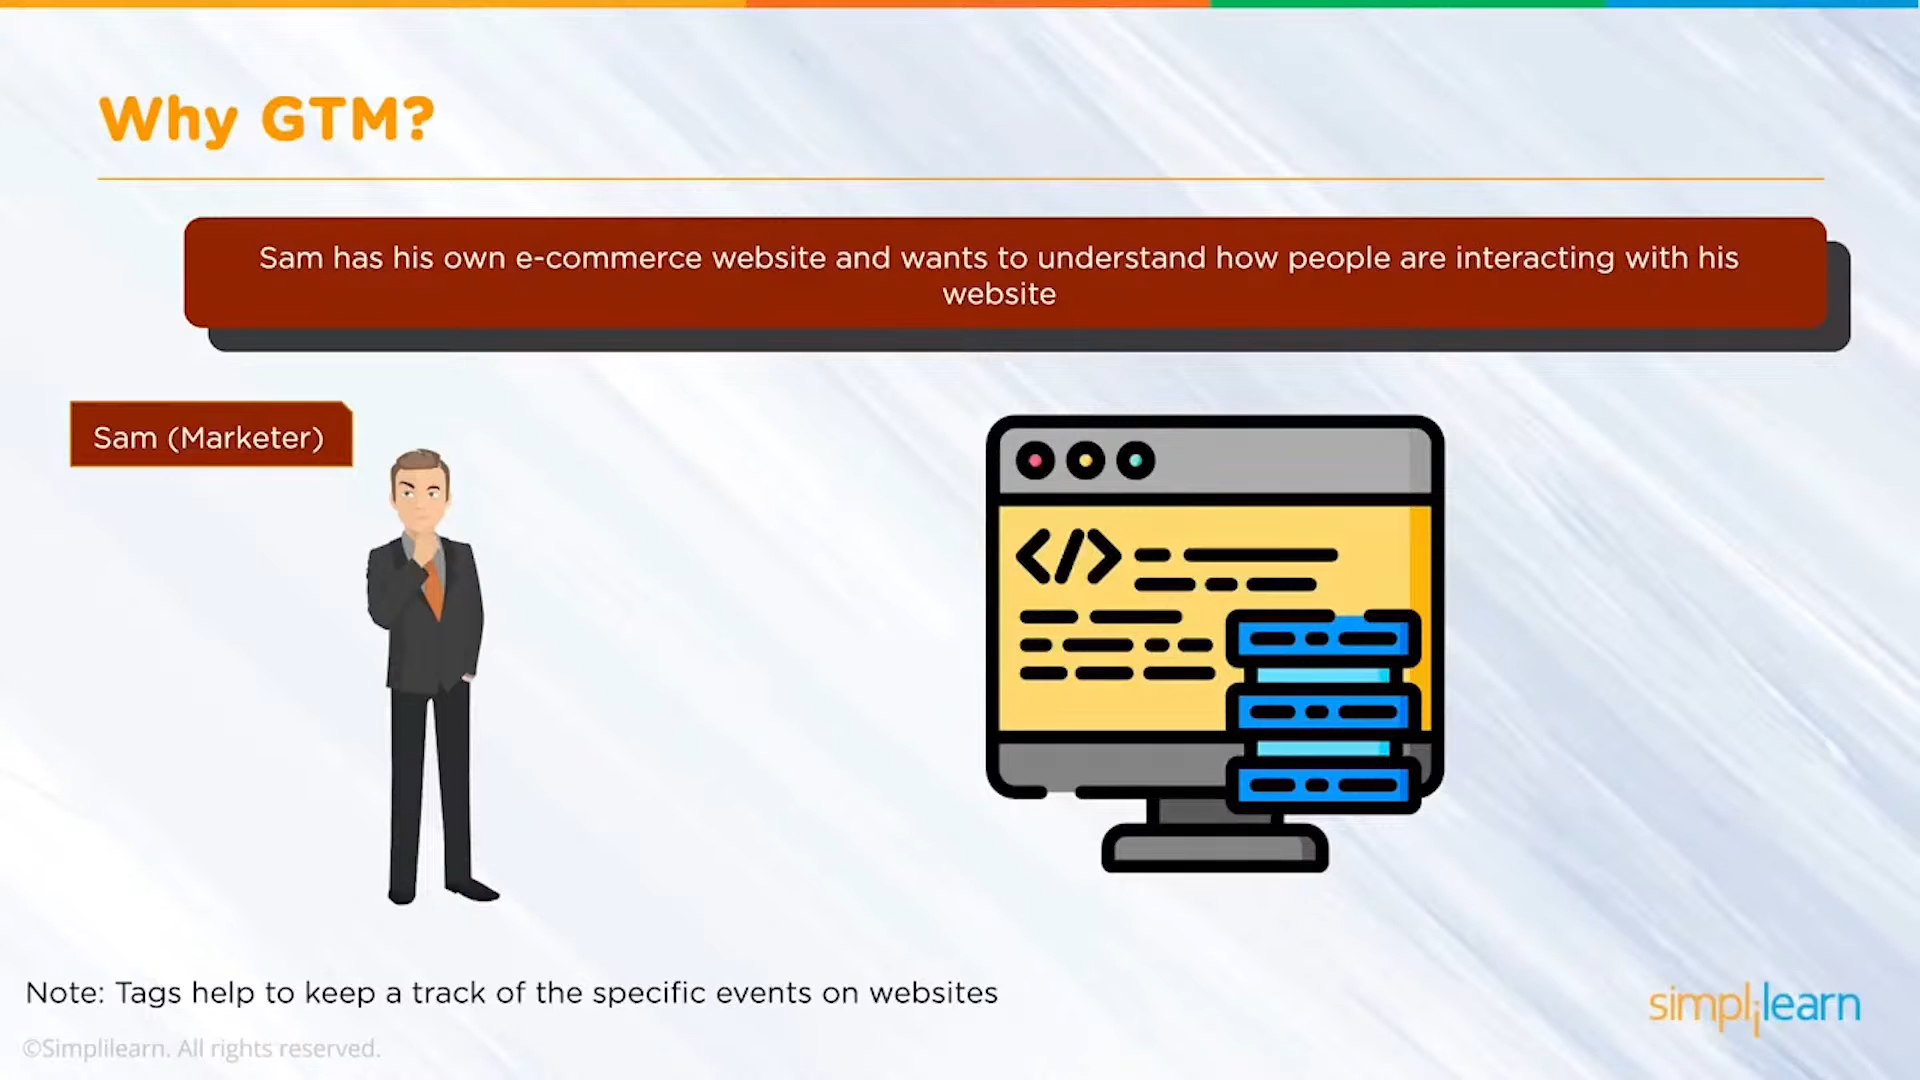 Why GTM?
Sam has his own e-commerce website and wants to understand how people are interacting with his
website
Sam (Marketer)
</>
Note: Tags help to keep a track of the specific events on websites
simplilearn
©Simplilearn. All rights reserved.